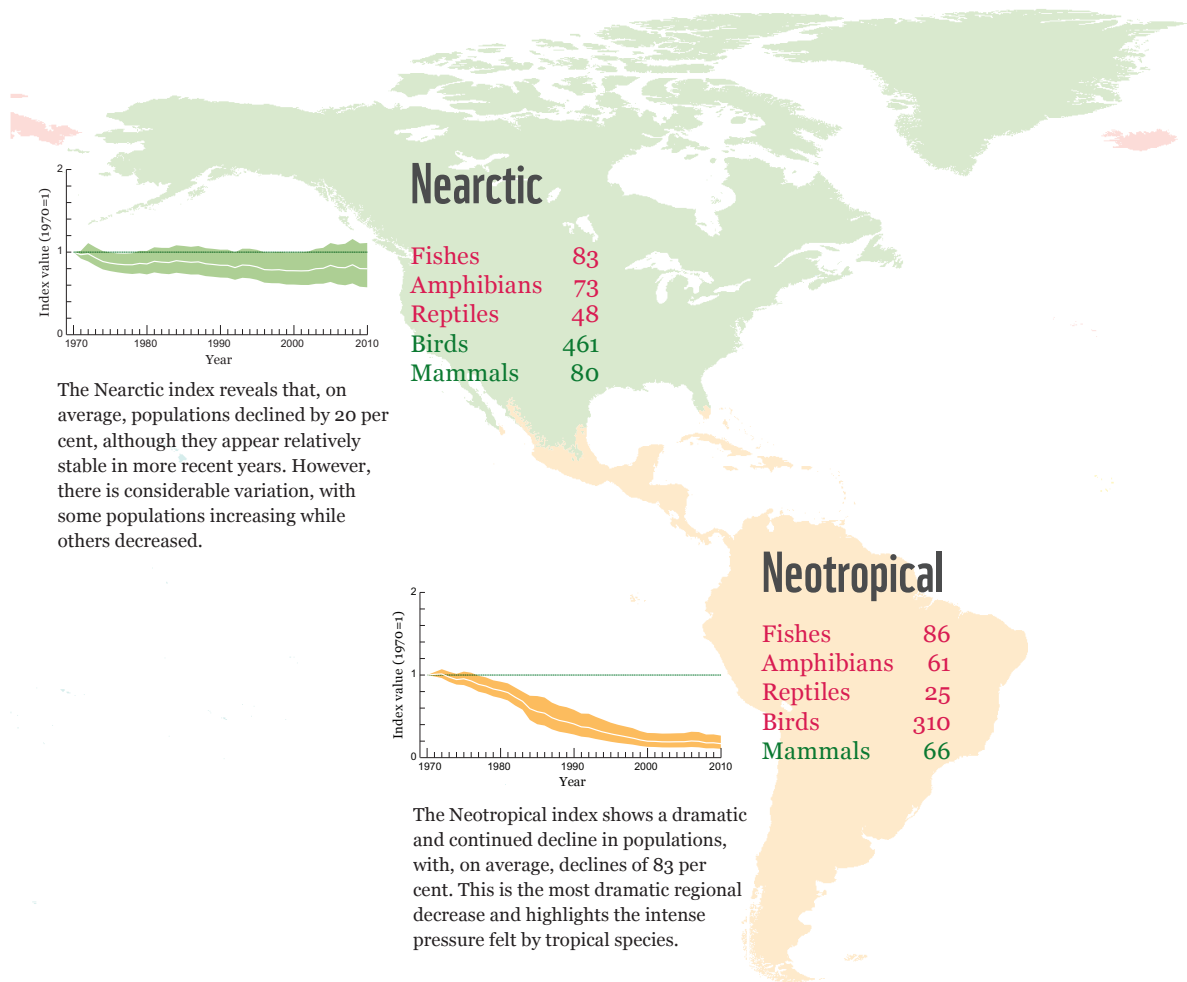 Nearctic
Fishes 83
Amphibians 73
Reptiles 48
Birds 461
Mammals 80
Index value (1970=1)
2
1
0
1970 1980 1990 2000 2010
Year
The Nearctic index reveals that, on
average, populations declined by 20 per
cent, although they appear relatively
stable in more recent years. However,
there is considerable variation, with
some populations increasing while
others decreased.
Neotropical
Fishes 86
Amphibians 61
Reptiles 25
Birds 310
Mammals 66
Index value (1970=1)
2
1
0
1970 1980 1990 2000 2010
Year
The Neotropical index shows a dramatic
and continued decline in populations,
with, on average, declines of 83 per
cent. This is the most dramatic regional
decrease and highlights the intense
pressure felt by tropical species.